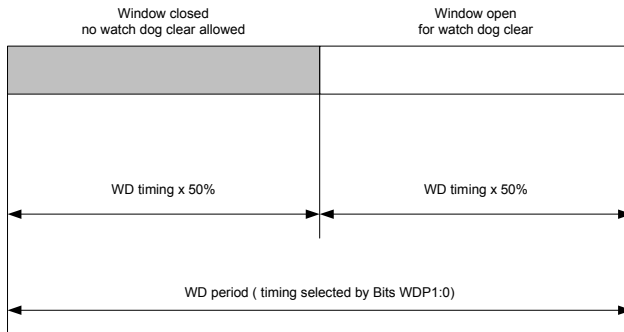 Window closed
no watch dog clear allowed
Window open
for watch dog clear
WD timing x 50%
WD timing x 50%
WD period ( timing selected by Bits WDP1:0)